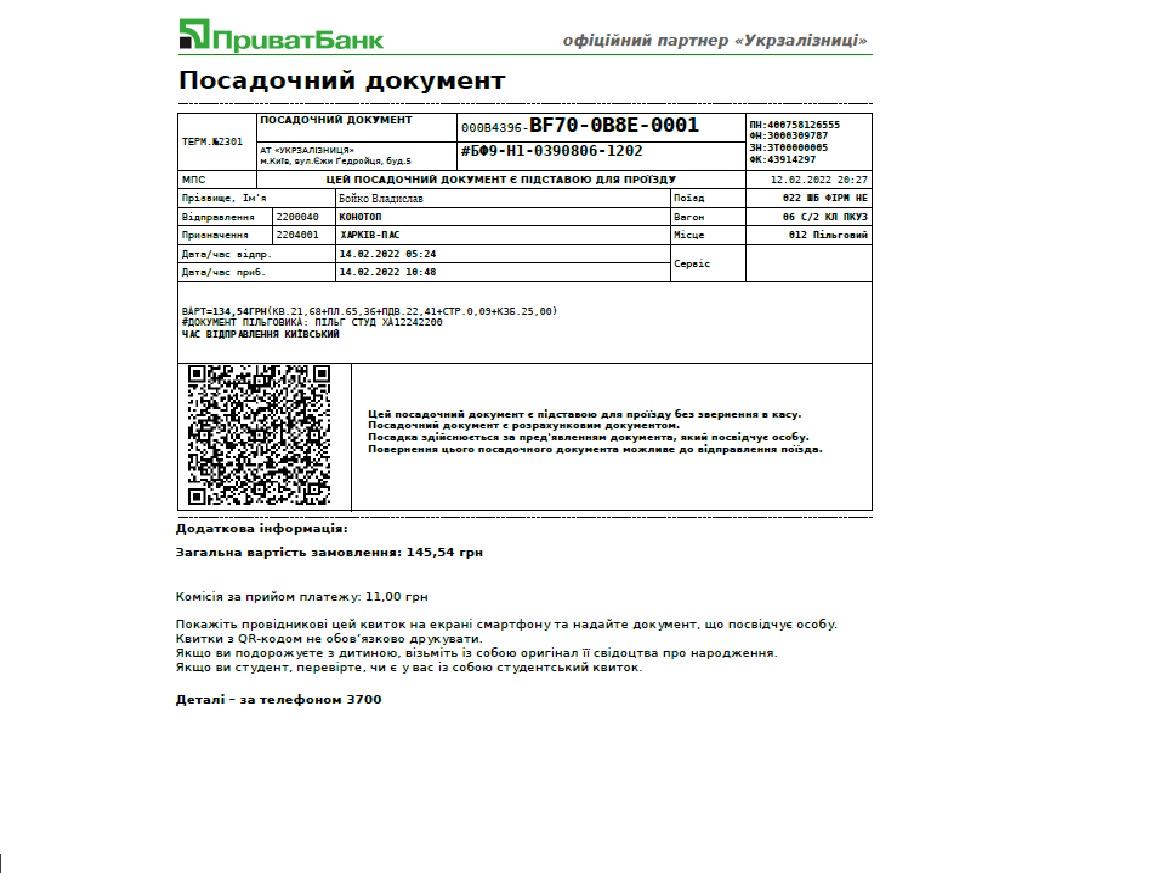 ПриватБанк
офіційний партнер «Укрзалізниці»
Посадочний документ
ТЕРМ.№2301
ПОСАДОЧНИЙ ДОКУМЕНТ
000B4396-BF70-0B8E-0001
ПН:400758126555
ФН:3000309787
ЗН:ЗТ00000005
ФК:43914297
АТ «УКРЗАЛІЗНИЦЯ»
м.Київ, вул.Єжи Ґедройця, буд.5
#БФ9-Н1-0390806-1202
МПС
ЦЕЙ ПОСАДОЧНИЙ ДОКУМЕНТ Є ПІДСТАВОЮ ДЛЯ ПРОЇЗДУ
12.02.2022 20:27
Прізвище, Ім'я
Бойко Владислав
Поїзд
022 ШБ ФІРМ НЕ
Відправлення
2200040
КОНОТОП
Вагон
06 С/2 КЛ ПКУЗ
Призначення
2204001
ХАРКІВ-ПАС
Місце
012 Пільговий
Дата/час відпр.
14.02.2022 05:24
Сервіс
Дата/час приб.
14.02.2022 10:48
ВАРТ=134,54ГРН(КВ.21,68+ПЛ.65,36+ПДВ.22,41+СТР.0,09+КЗБ.25,00)
#ДОКУМЕНТ ПІЛЬГОВИКА: ПІЛЬГ СТУД ХА12242200
ЧАС ВІДПРАВЛЕННЯ КИЇВСЬКИЙ
Цей посадочний документ є підставою для проїзду без звернення в касу.
Посадочний документ є розрахунковим документом.
Посадка здійснюється за пред'явленням документа, який посвідчує особу.
Повернення цього посадочного документа можливе до відправлення поїзда.
Додаткова інформація:
Загальна вартість замовлення: 145,54 грн
Комісія за прийом платежу: 11,00 грн
Покажіть провідникові цей квиток на екрані смартфону та надайте документ, що посвідчує особу.
Квитки з QR-кодом не обов’язково друкувати.
Якщо ви подорожуєте з дитиною, візьміть із собою оригінал її свідоцтва про народження.
Якщо ви студент, перевірте, чи є у вас із собою студентський квиток.
Деталі – за телефоном 3700